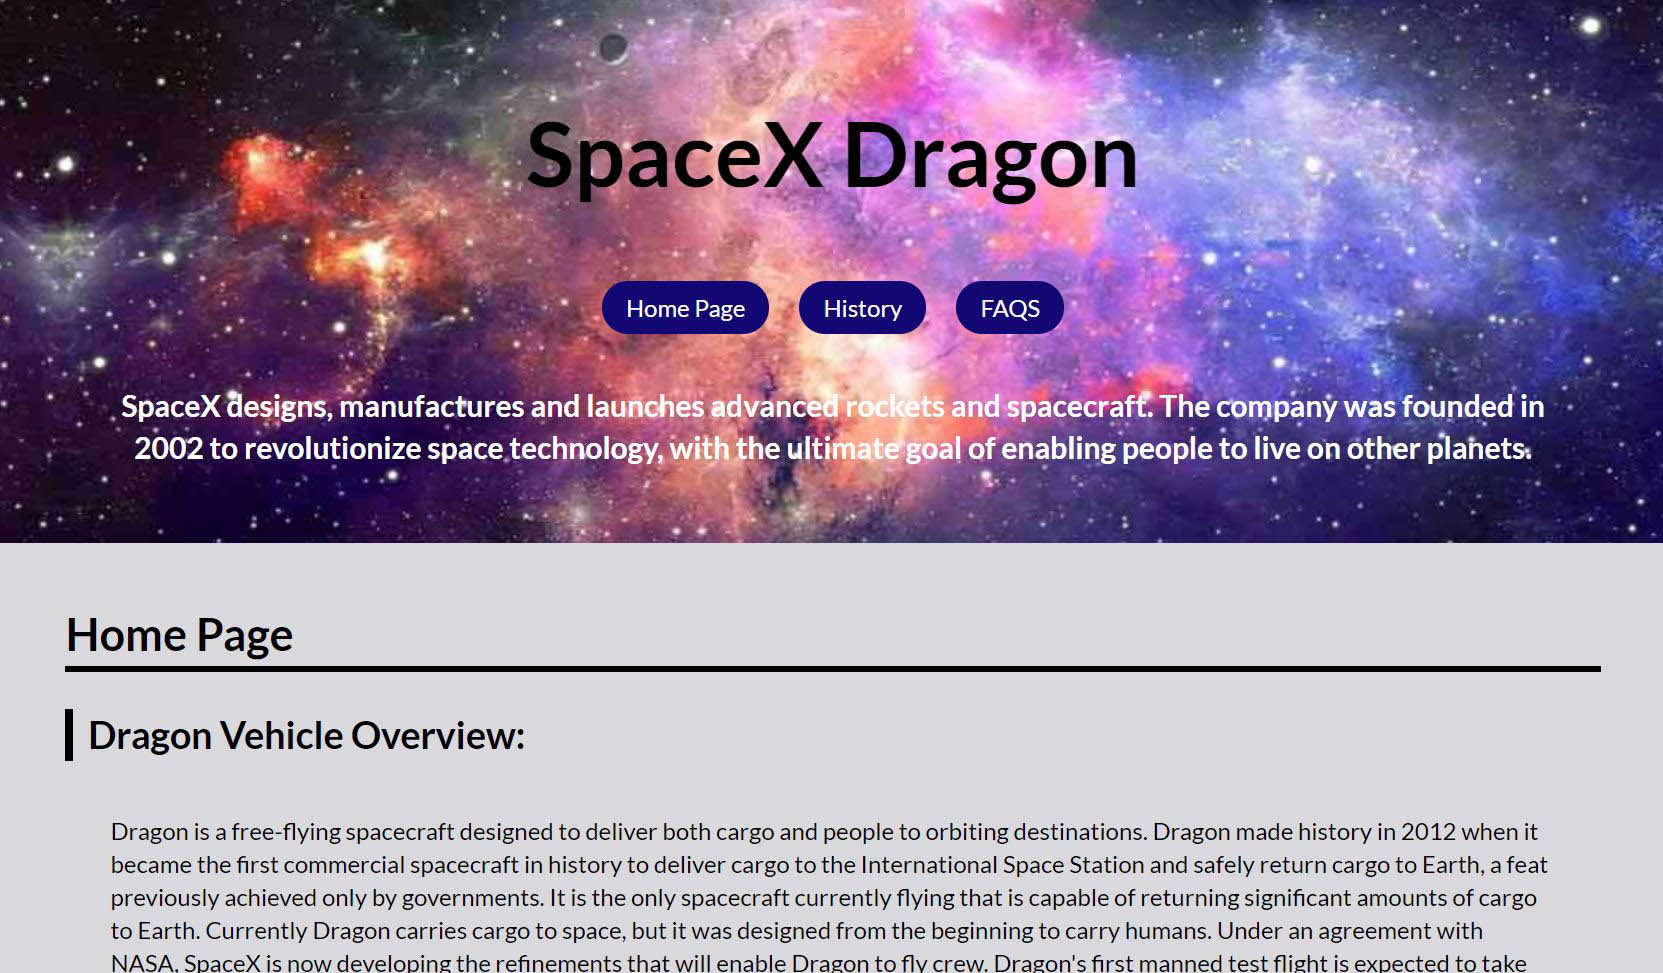 SpaceX Dragon
Home Page
History
FAQS
SpaceX designs, manufactures and launches advanced rockets and spacecraft. The company was founded in
2002 to revolutionize space technology, with the ultimate goal of enabling people to live on other planets.
Home Page
Dragon Vehicle Overview:
Dragon is a free-flying spacecraft designed to deliver both cargo and people to orbiting destinations. Dragon made history in 2012 when it
became the first commercial spacecraft in history to deliver cargo to the International Space Station and safely return cargo to Earth, a feat
previously achieved only by governments. It is the only spacecraft currently flying that is capable of returning significant amounts of cargo
to Earth. Currently Dragon carries cargo to space, but it was designed from the beginning to carry humans. Under an agreement with
NASA, SpaceX is now developing the refinements that will enable Dragon to fly crew. Dragon's first manned test flight is expected to take